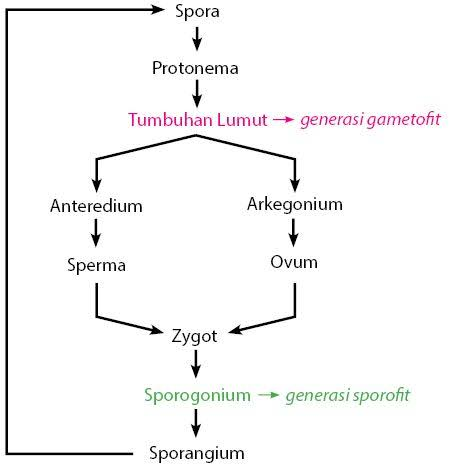 Spora
Protonema
Tumbuhan Lumut → generasi gametofit
Anteredium Arkegonium
Sperma Ovum
Zygot
Sporogonium → generasi sporofit
Sporangium